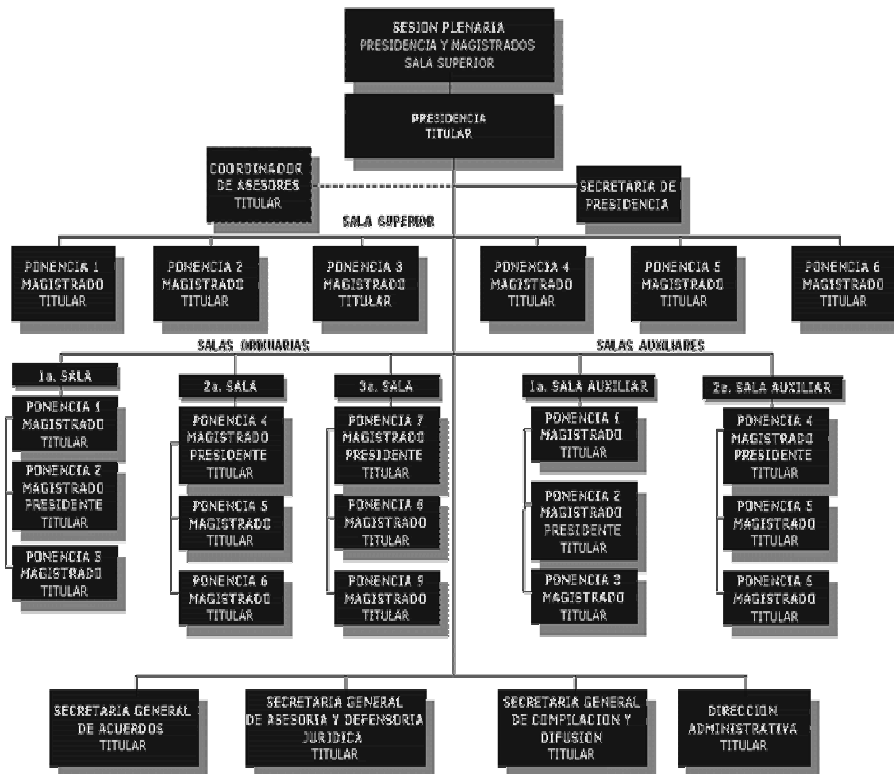 SESION PLENARIA
PRESIDENCIA Y MAGISTRADOS
SALA SUPERIOR
PRESIDENCIA
TITULAR
COORDINADOR
DE ASESORES
TITULAR
SECRETARIA DE
PRESIDENCIA
SALA SUPERIOR
PONENCIA 1
MAGISTRADO
TITULAR
PONENCIA 2
MAGISTRADO
TITULAR
PONENCIA 3
MAGISTRADO
TITULAR
PONENCIA 4
MAGISTRADO
TITULAR
PONENCIA 5
MAGISTRADO
TITULAR
PONENCIA 6
MAGISTRADO
TITULAR
SALAS ORDINARIAS
SALAS AUXILIARES
1a. SALA
PONENCIA 1
MAGISTRADO
TITULAR
PONENCIA 2
MAGISTRADO
PRESIDENTE
TITULAR
PONENCIA 3
MAGISTRADO
TITULAR
2a. SALA
PONENCIA 4
MAGISTRADO
PRESIDENTE
TITULAR
PONENCIA 5
MAGISTRADO
TITULAR
PONENCIA 6
MAGISTRADO
TITULAR
3a. SALA
PONENCIA 7
MAGISTRADO
PRESIDENTE
TITULAR
PONENCIA 8
MAGISTRADO
TITULAR
PONENCIA 9
MAGISTRADO
TITULAR
1a. SALA AUXILIAR
PONENCIA 1
MAGISTRADO
TITULAR
PONENCIA 2
MAGISTRADO
PRESIDENTE
TITULAR
PONENCIA 3
MAGISTRADO
TITULAR
2a. SALA AUXILIAR
PONENCIA 4
MAGISTRADO
PRESIDENTE
TITULAR
PONENCIA 5
MAGISTRADO
TITULAR
PONENCIA 6
MAGISTRADO
TITULAR
SECRETARIA GENERAL
DE ACUERDOS
TITULAR
SECRETARIA GENERAL
DE ASESORIA Y DEFENSORIA
JURIDICA
TITULAR
SECRETARIA GENERAL
DE COMPILACION Y
DIFUSION
TITULAR
DIRECCION
ADMINISTRATIVA
TITULAR